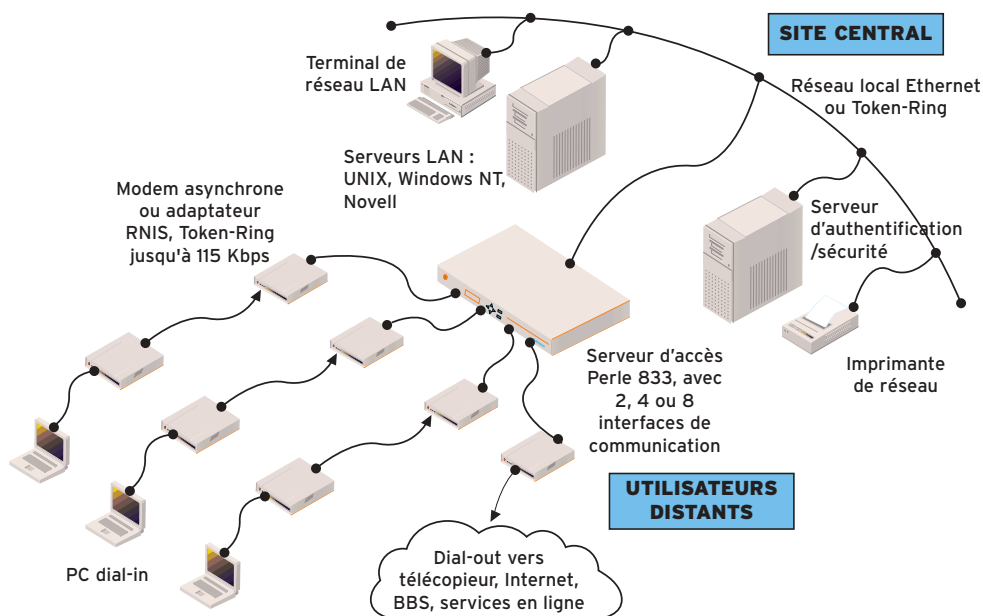 SITE CENTRAL
Terminal de
réseau LAN
Réseau local Ethernet
ou Token-Ring
Serveurs LAN :
UNIX, Windows NT,
Novell
Modem asynchrone
ou adaptateur
RNIS, Token-Ring
jusqu'à 115 Kbps
Serveur
d'authentification
/sécurité
Serveur d'accès
Perle 833, avec
2, 4 ou 8
interfaces de
communication
Imprimante
de réseau
UTILISATEURS
DISTANTS
PC dial-in
Dial-out vers
télécopieur, Internet,
BBS, services en ligne